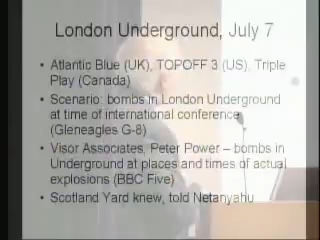 London Underground, July 7
• Atlantic Blue (UK), TOPOFF 3 (US), Triple
Play (Canada)
• Scenario: bombs in London Underground
at time of international conference
(Gleneagles G-8)
• Visor Associates, Peter Power – bombs in
Underground at places and times of actual
explosions (BBC Five)
• Scotland Yard knew, told Netanyahu